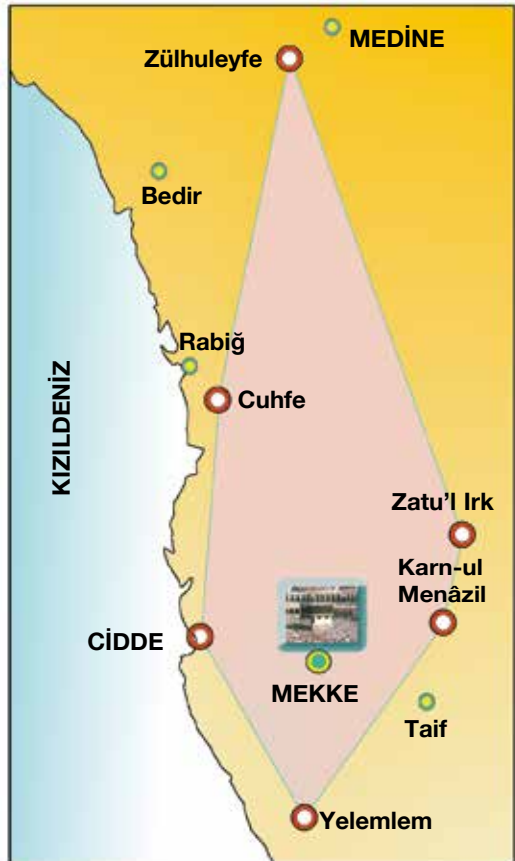 MEDİNE
Zülhuleyfe
Bedir
Rabiğ
KIZILDENİZ
Cuhfe
Zatu’l Irk
Karn-ul
Menâzil
CİDDE
MEKKE
Taif
Yelemlem